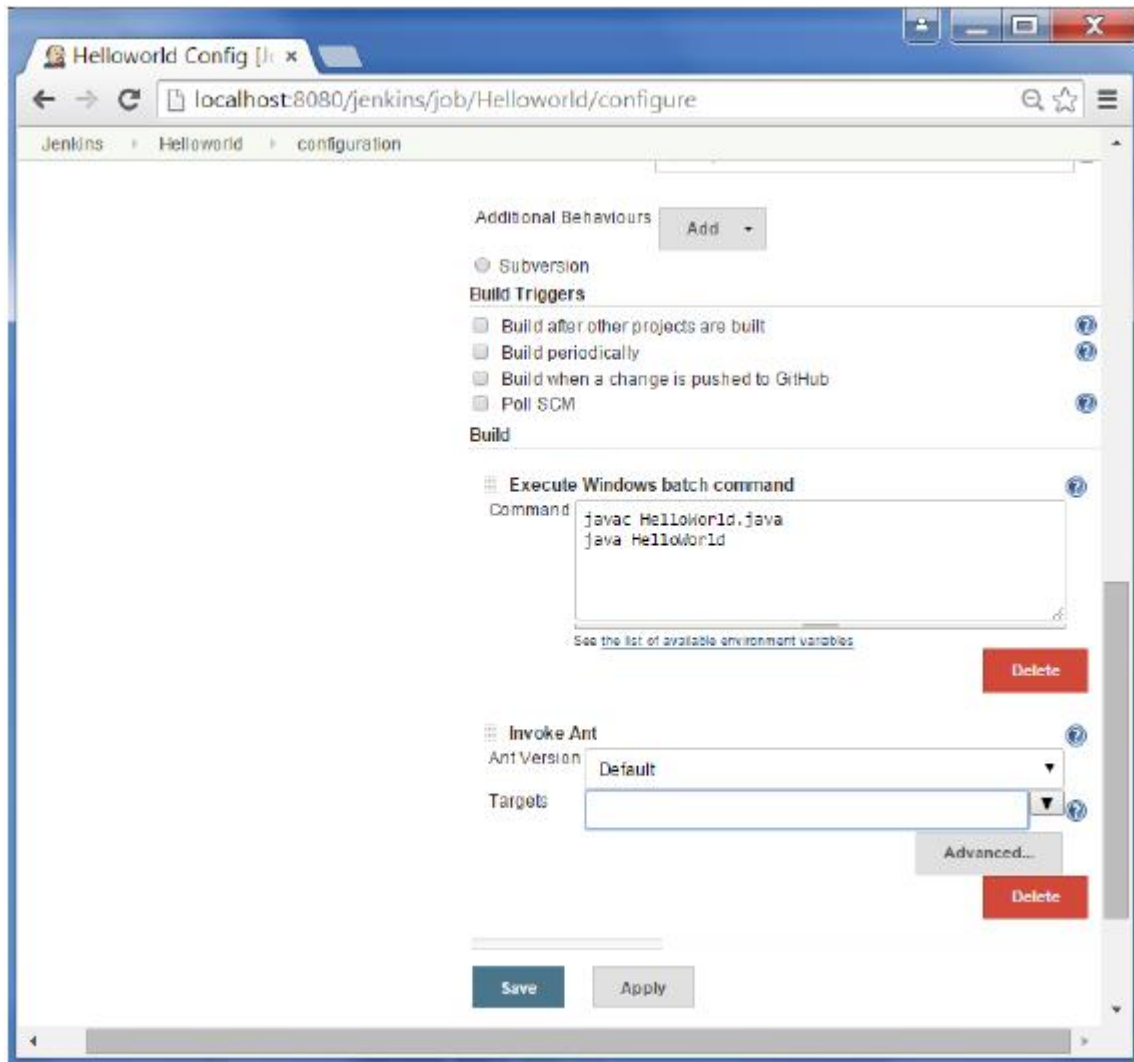 Helloworld Config [Je ×
localhost:8080/jenkins/job/Helloworld/configure
Jenkins Helloworld configuration
Additional Behaviours Add
Subversion
Build Triggers
Build after other projects are built
Build periodically
Build when a change is pushed to GitHub
Poll SCM
Build
Execute Windows batch command
Command
javac HelloWorld.java
java HelloWorld
See the list of available environment variables
Delete
Invoke Ant
Ant Version Default
Targets
Advanced...
Delete
Save Apply